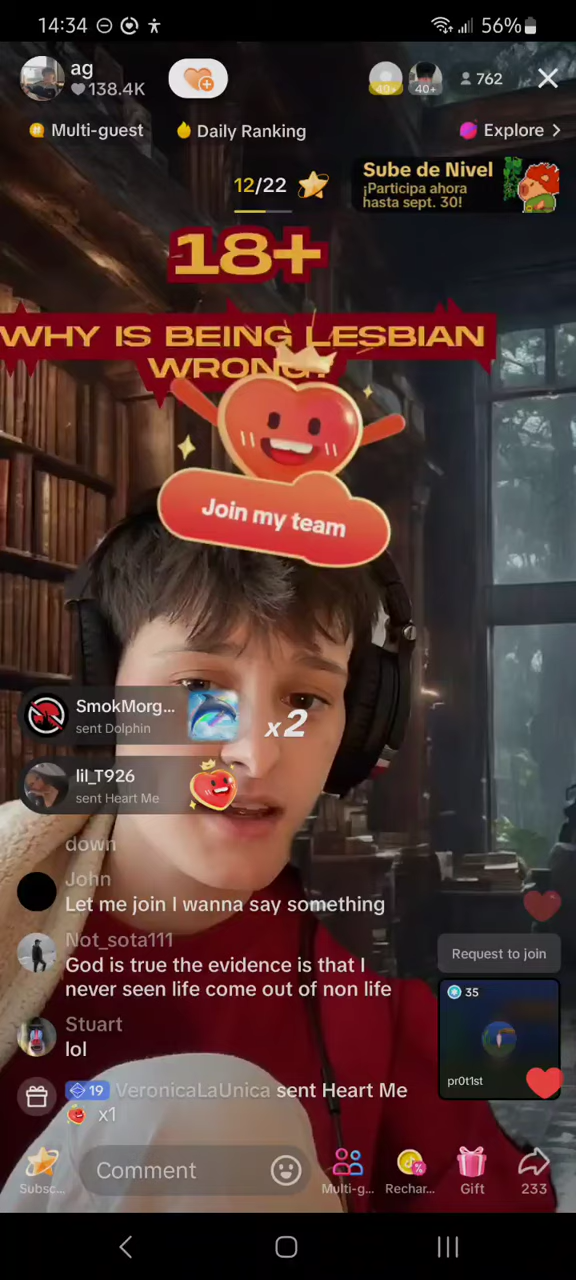 14:34
56%
ag
138.4K
40+
40+
762
Multi-guest
Daily Ranking
Explore >
12/22
Sube de Nivel
¡Participa ahora
hasta sept. 30!
18+
WHY IS BEING LESBIAN
WRONG?
Join my team
SmokMorg...
sent Dolphin
x2
lil_T926
sent Heart Me
down
John
Let me join I wanna say something
Not_sota111
God is true the evidence is that I
never seen life come out of non life
Request to join
35
pr0t1st
Stuart
lol
19 VeronicaLaUnica sent Heart Me
x1
Subsc...
Comment
Multi-g...
Rechar...
Gift
233